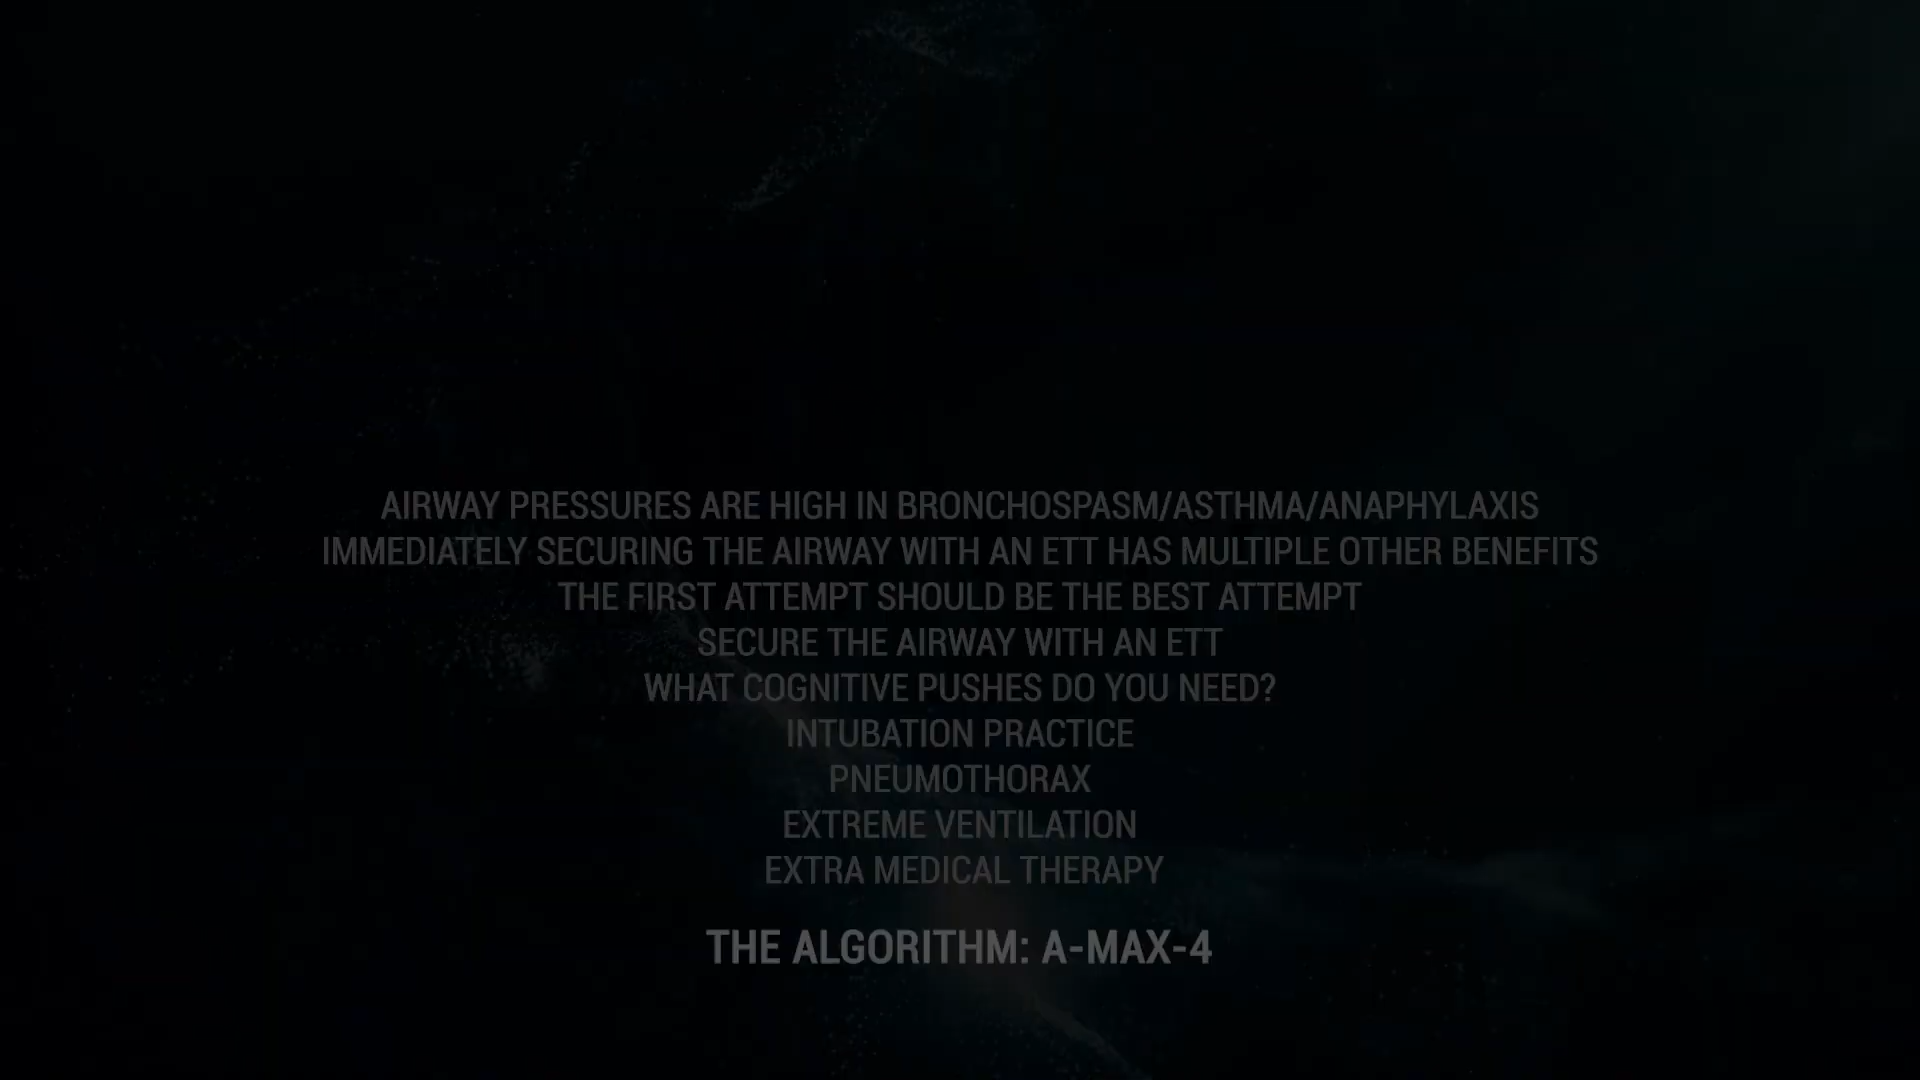 AIRWAY PRESSURES ARE HIGH IN BRONCHOSPASM/ASTHMA/ANAPHYLAXIS
IMMEDIATELY SECURING THE AIRWAY WITH AN ETT HAS MULTIPLE OTHER BENEFITS
THE FIRST ATTEMPT SHOULD BE THE BEST ATTEMPT
SECURE THE AIRWAY WITH AN ETT
WHAT COGNITIVE PUSHES DO YOU NEED?
INTUBATION PRACTICE
PNEUMOTHORAX
EXTREME VENTILATION
EXTRA MEDICAL THERAPY
THE ALGORITHM: A-MAX-4